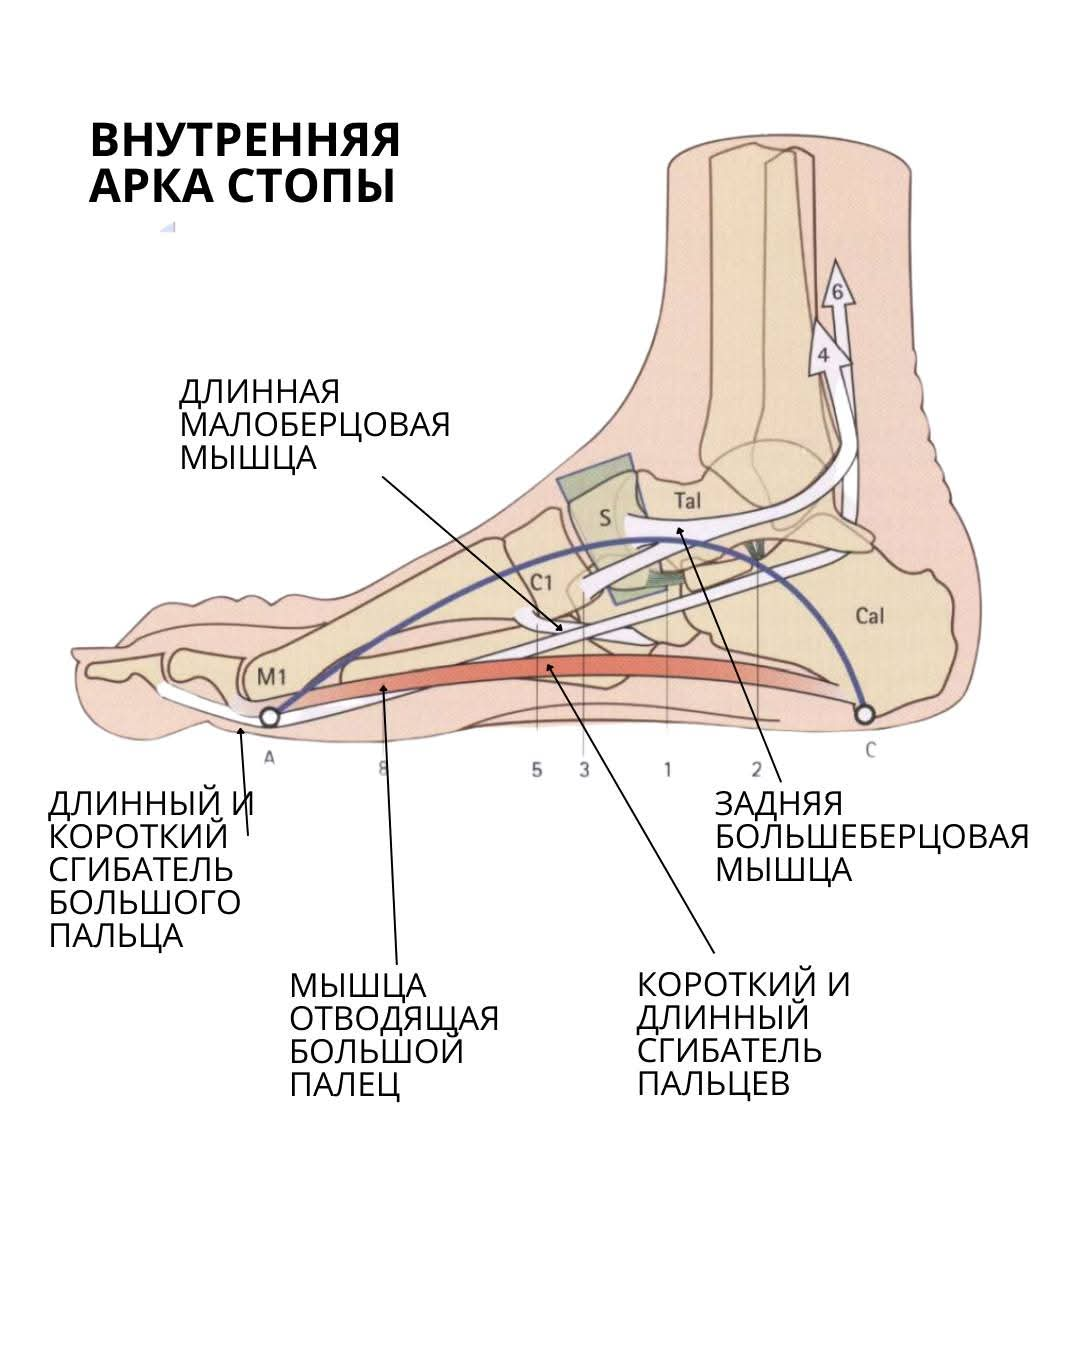 ВНУТРЕННЯЯ
АРКА СТОПЫ
6
4
ДЛИННАЯ
МАЛОБЕРЦОВАЯ
МЫШЦА
Tal
S
C1
Cal
M1
A
8
5
3
1
2
C
ДЛИННЫЙ И
КОРОТКИЙ
СГИБАТЕЛЬ
БОЛЬШОГО
ПАЛЬЦА
ЗАДНЯЯ
БОЛЬШЕБЕРЦОВАЯ
МЫШЦА
МЫШЦА
ОТВОДЯЩАЯ
БОЛЬШОЙ
ПАЛЕЦ
КОРОТКИЙ И
ДЛИННЫЙ
СГИБАТЕЛЬ
ПАЛЬЦЕВ